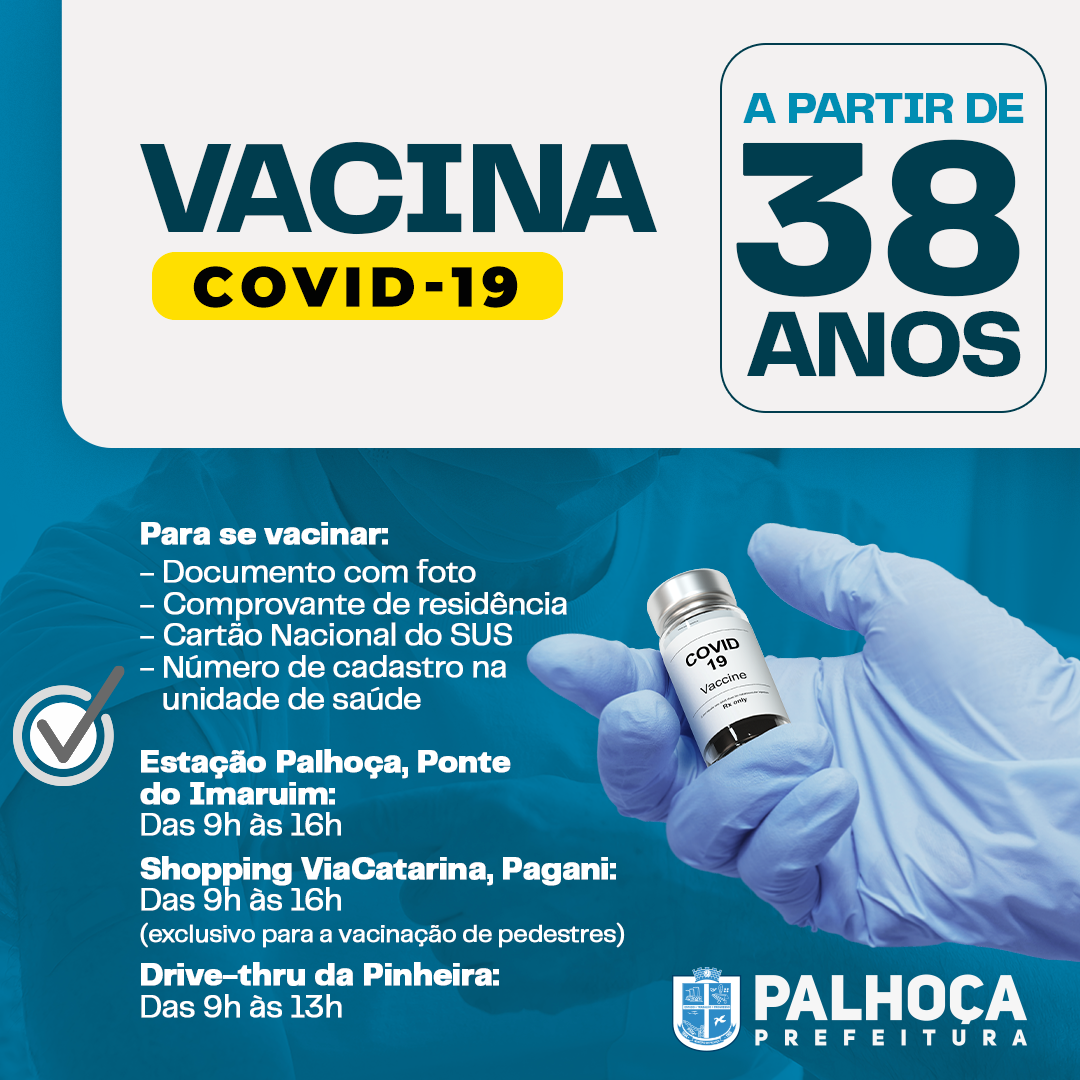 VACINA
COVID-19
A PARTIR DE
38
ANOS
Para se vacinar:
- Documento com foto
- Comprovante de residência
- Cartão Nacional do SUS
- Número de cadastro na
unidade de saúde
Estação Palhoça, Ponte
do Imaruim:
Das 9h às 16h
Shopping ViaCatarina, Pagani:
Das 9h às 16h
(exclusivo para a vacinação de pedestres)
Drive-thru da Pinheira:
Das 9h às 13h
COVID
19
Vaccine
Rx only
PALHOÇA
PREFEITURA